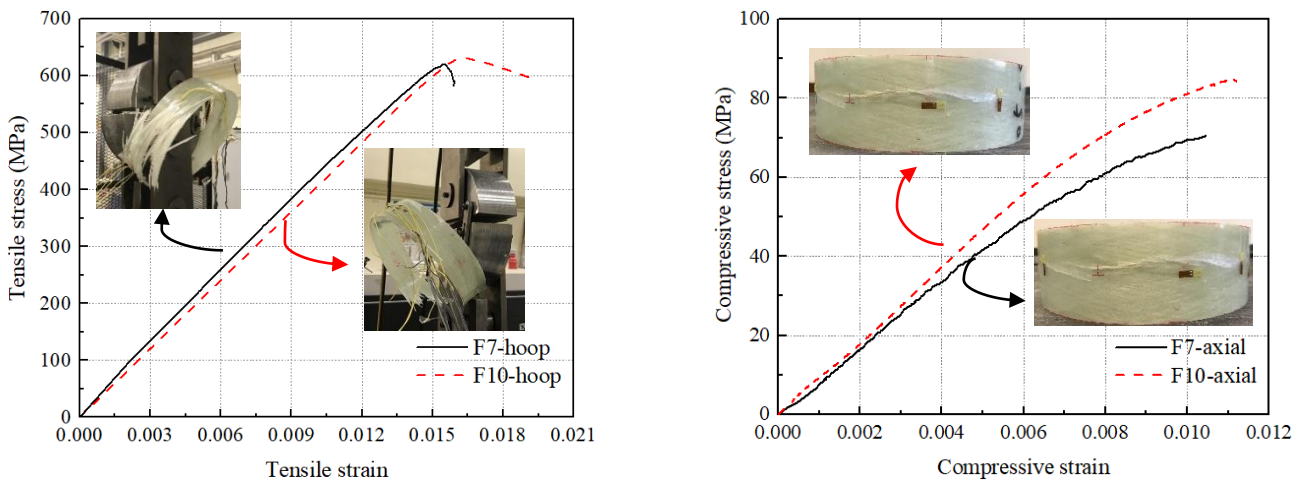 700
600
500
400
300
200
100
0
Tensile stress (MPa)
F7-hoop
F10-hoop
0.000 0.003 0.006 0.009 0.012 0.015 0.018 0.021
Tensile strain
100
80
60
40
20
0
Compressive stress (MPa)
F7-axial
F10-axial
0.000 0.002 0.004 0.006 0.008 0.010 0.012
Compressive strain